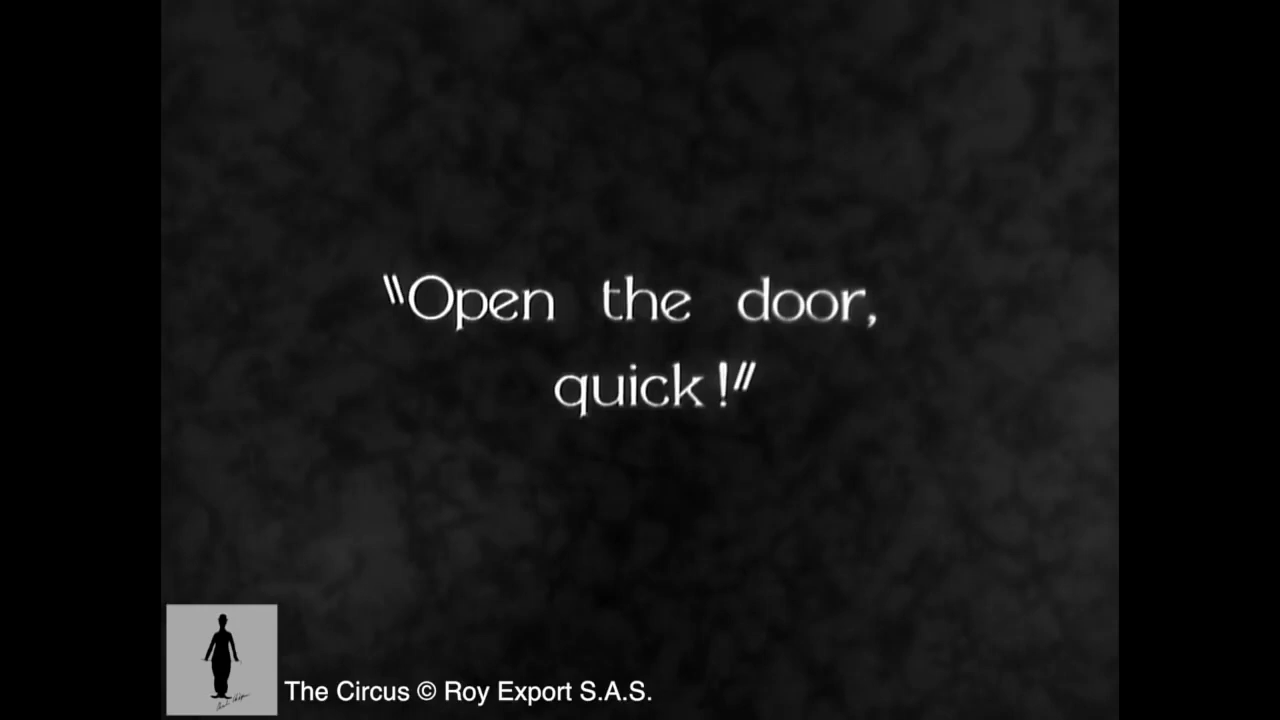 "Open the door,
quick!"
The Circus © Roy Export S.A.S.